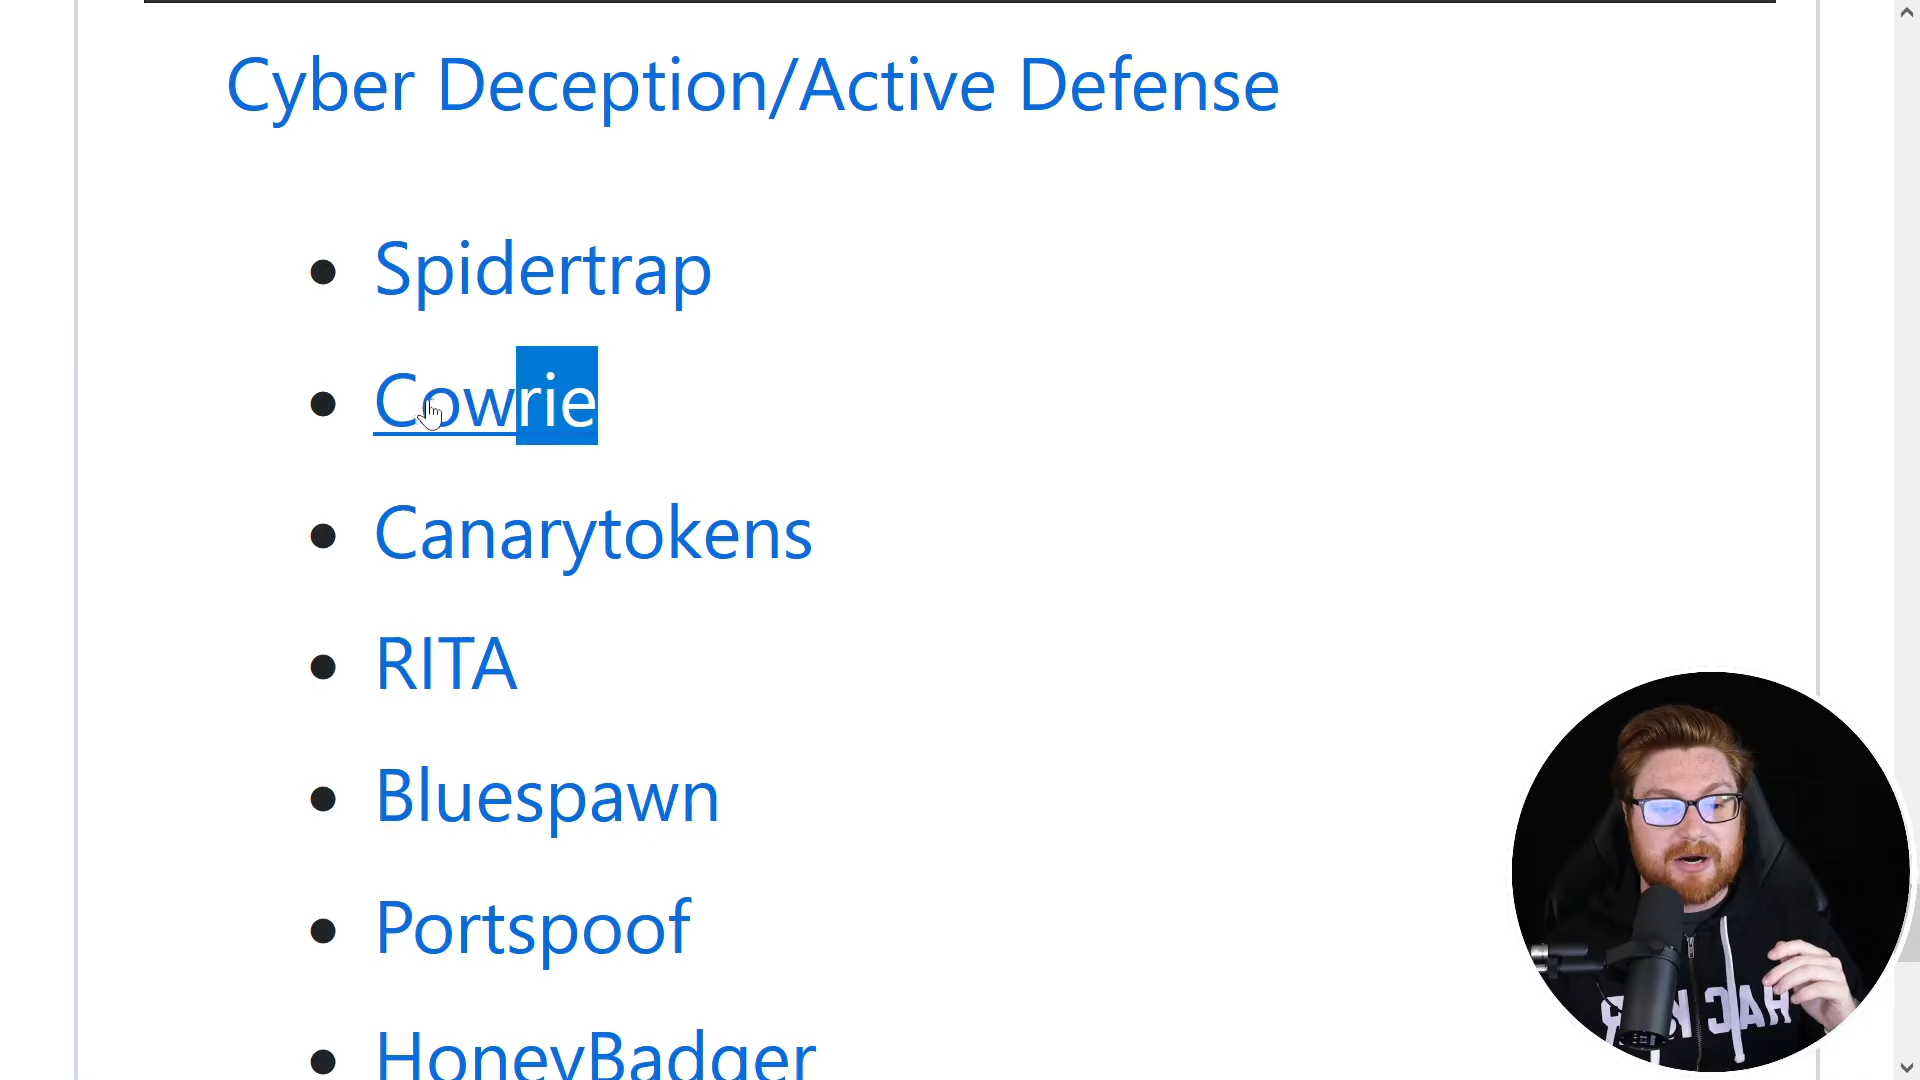 Cyber Deception/Active Defense
Spidertrap
Cowrie
Canarytokens
RITA
Bluespawn
Portspoof
HoneyBadger